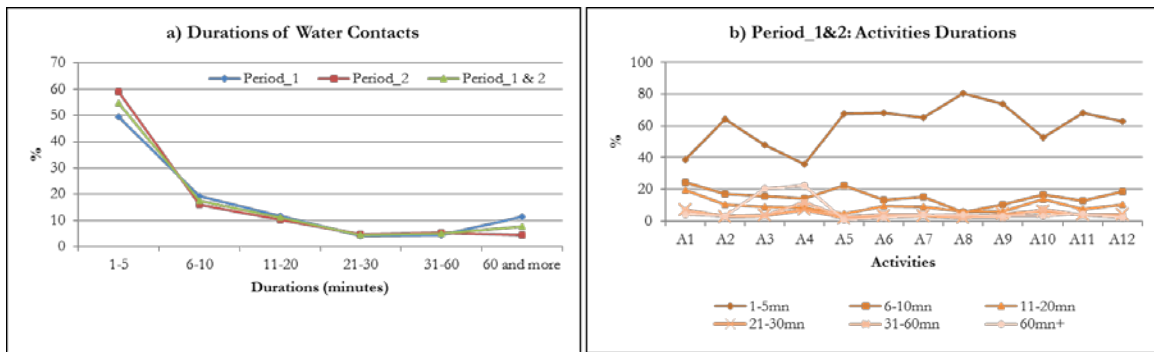 a) Durations of Water Contacts
Period_1 Period_2 Period_1 & 2
70
60
50
40
30
20
10
0
%
1-5 6-10 11-20 21-30 31-60 60 and more
Durations (minutes)
b) Period_1&2: Activities Durations
100
80
60
40
20
0
%
A1 A2 A3 A4 A5 A6 A7 A8 A9 A10 A11 A12
Activities
1-5mn 6-10mn 11-20mn
21-30mn 31-60mn 60mn+